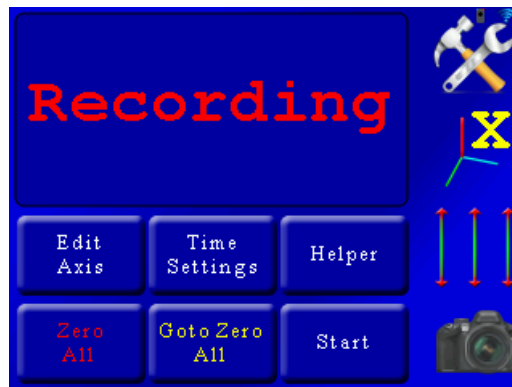 Recording
X
Edit
Axis
Time
Settings
Helper
Zero
All
Goto Zero
All
Start